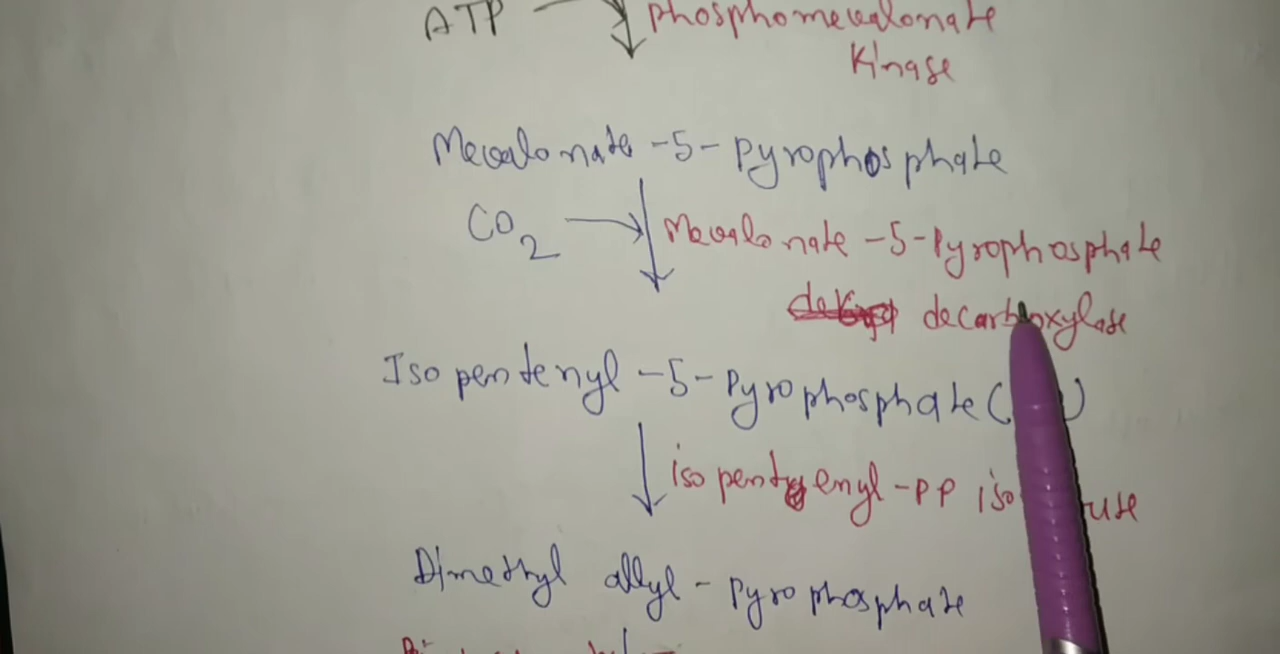 ATP phosphomevalonate
Kinase
Mevalonate -5- Pyrophosphate
CO2 Mevalonate -5- Pyrophosphate
decarboxylase
Isopentenyl -5- Pyrophosphate (
isopentenyl -PP
Dimethyl allyl - Pyrophosphate